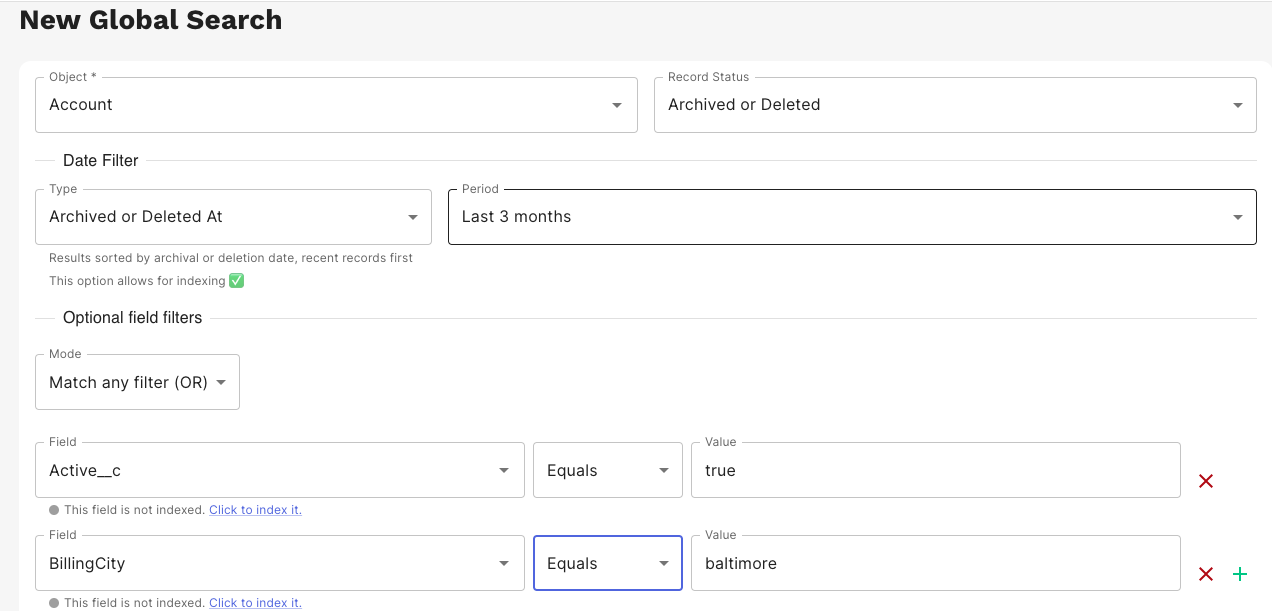 New Global Search
Object *
Record Status
Account
Archived or Deleted
Date Filter
Type
Period
Archived or Deleted At
Last 3 months
Results sorted by archival or deletion date, recent records first
This option allows for indexing ✅
Optional field filters
Mode
Match any filter (OR)
Field
Value
Active__c
Equals
true
This field is not indexed. Click to index it.
Field
Value
BillingCity
Equals
baltimore
This field is not indexed. Click to index it.